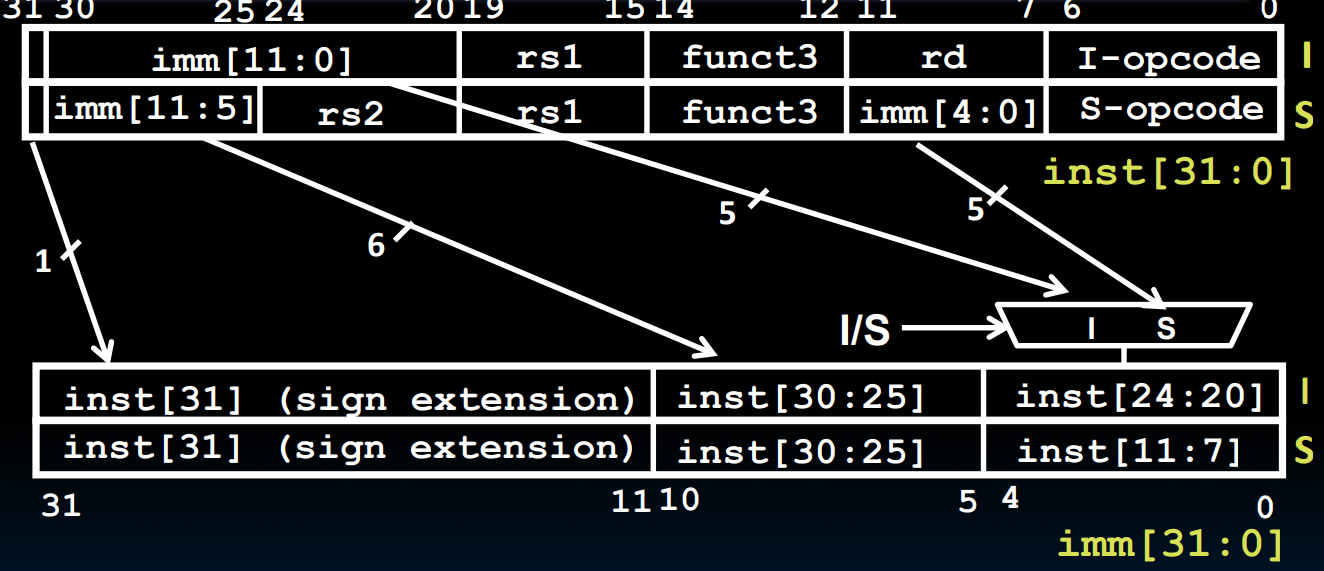 31 30 25 24 20 19 15 14 12 11 7 6 0
imm[11:0] rs1 funct3 rd I-opcode I
imm[11:5] rs2 rs1 funct3 imm[4:0] S-opcode S
inst[31:0]
1 6 5 5
I/S I S
inst[31] (sign extension) inst[30:25] inst[24:20] I
inst[31] (sign extension) inst[30:25] inst[11:7] S
31 11 10 5 4 0
imm[31:0]